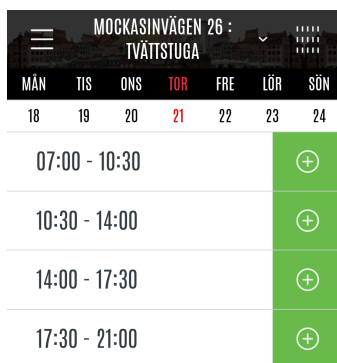 MOCKASINVÄGEN 26 :
TVÄTTSTUGA
MÅN TIS ONS TOR FRE LÖR SÖN
18 19 20 21 22 23 24
07:00 - 10:30
10:30 - 14:00
14:00 - 17:30
17:30 - 21:00